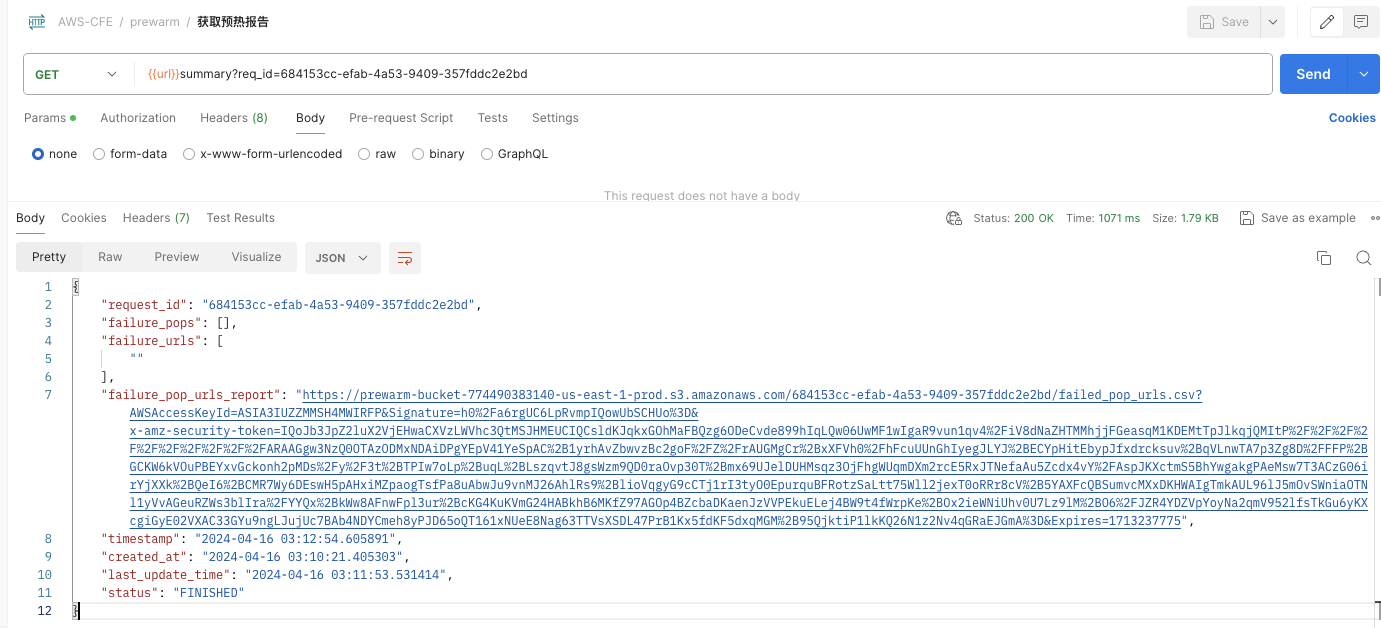 HTTP AWS-CFE / prewarm / 获取预热报告 Save
GET {{url}}summary?req_id=684153cc-efab-4a53-9409-357fddc2e2bd Send
Params Authorization Headers (8) Body Pre-request Script Tests Settings Cookies
none form-data x-www-form-urlencoded raw binary GraphQL
This request does not have a body
Body Cookies Headers (7) Test Results Status: 200 OK Time: 1071 ms Size: 1.79 KB Save as example
Pretty Raw Preview Visualize JSON
1 {
2 "request_id": "684153cc-efab-4a53-9409-357fddc2e2bd",
3 "failure_pops": [],
4 "failure_urls": [
5 ""
6 ],
7 "failure_pop_urls_report": "https://prewarm-bucket-774490383140-us-east-1-prod.s3.amazonaws.com/684153cc-efab-4a53-9409-357fddc2e2bd/failed_pop_urls.csv?
AWSAccessKeyId=ASIA3IUZZMMSH4MWIRFP&Signature=h0%2Fa6rgUC6LpRvmpIQowUbSCHUo%3D&
x-amz-security-token=IQoJb3JpZ2luX2VjEHwaCXVzLWVhc3QtMSJHMEUCIQCsldKJqkxGOhMaFBQzg6ODeCvde899hIqLQw06UwMF1wIgaR9vun1qv4%2FiV8dNaZHTMMhjjFGeasqM1KDEMtTpJlkqjQMItP%2F%2F%2F%2F%2
F%2F%2F%2F%2F%2F%2FARAAGgw3NzQ0OTAzODMxNDAiDPgYEpV41YeSpAC%2B1yrhAvZbwvzBc2goF%2FZ%2FrAUGMgCr%2BxXFVh0%2FhFcuUUnGhIyegJLYJ%2BECYpHitEbypJfxdrcksuv%2BqVLnwTA7p3Zg8D%2FFFP%2B
GCKW6kVOuPBEYxvGckonh2pMDs%2Fy%2F3t%2BTPIw7oLp%2BuqL%2BLszqvtJ8gsWzm9QD0raOvp30T%2Bmx69UJelDUHMsqz3OjFhgWUqmDXm2rcE5RxJTNefaAu5Zcdx4vY%2FAspJKXctmS5BhYwgakgPAeMsw7T3ACzG06i
rYjXXk%2BQeI6%2BCMR7Wy6DEswH5pAHxiMZpaogTsfPa8uAbwJu9vnMJ26AhlRs9%2BlioVqgyG9cCTj1rI3tyO0EpurquBFRotzSaLtt75Wll2jexT0oRRr8cV%2B5YAXFcQBSumvcMXxDKHWAIgTmkAUL96lJ5mOvSWniaOTN
l1yVvAGeuRZWs3blIra%2FYYQx%2BkWw8AFnwFpl3ur%2BcKG4KuKVmG24HABkhB6MKfZ97AGOp4BZcbaDKaenJzVVPEkuELej4BW9t4fWrpKe%2BOx2ieWNiUhv0U7Lz9lM%2BO6%2FJZR4YDZVpYoyNa2qmV952lfsTkGu6yKX
cgiGyE02VXAC33GYu9ngLJujUc7BAb4NDYCmeh8yPJD65oQT161xNUeE8Nag63TTVsXSDL47PrB1Kx5fdKF5dxqMGM%2B95QjktiP1lkKQ26N1z2Nv4qGRaEJGmA%3D&Expires=1713237775",
8 "timestamp": "2024-04-16 03:12:54.605891",
9 "created_at": "2024-04-16 03:10:21.405303",
10 "last_update_time": "2024-04-16 03:11:53.531414",
11 "status": "FINISHED"
12 }